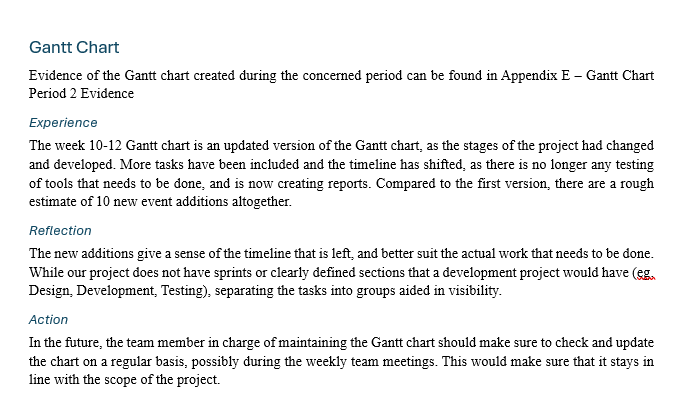 Gantt Chart
Evidence of the Gantt chart created during the concerned period can be found in Appendix E – Gantt Chart
Period 2 Evidence
Experience
The week 10-12 Gantt chart is an updated version of the Gantt chart, as the stages of the project had changed
and developed. More tasks have been included and the timeline has shifted, as there is no longer any testing
of tools that needs to be done, and is now creating reports. Compared to the first version, there are a rough
estimate of 10 new event additions altogether.
Reflection
The new additions give a sense of the timeline that is left, and better suit the actual work that needs to be done.
While our project does not have sprints or clearly defined sections that a development project would have (eg.
Design, Development, Testing), separating the tasks into groups aided in visibility.
Action
In the future, the team member in charge of maintaining the Gantt chart should make sure to check and update
the chart on a regular basis, possibly during the weekly team meetings. This would make sure that it stays in
line with the scope of the project.